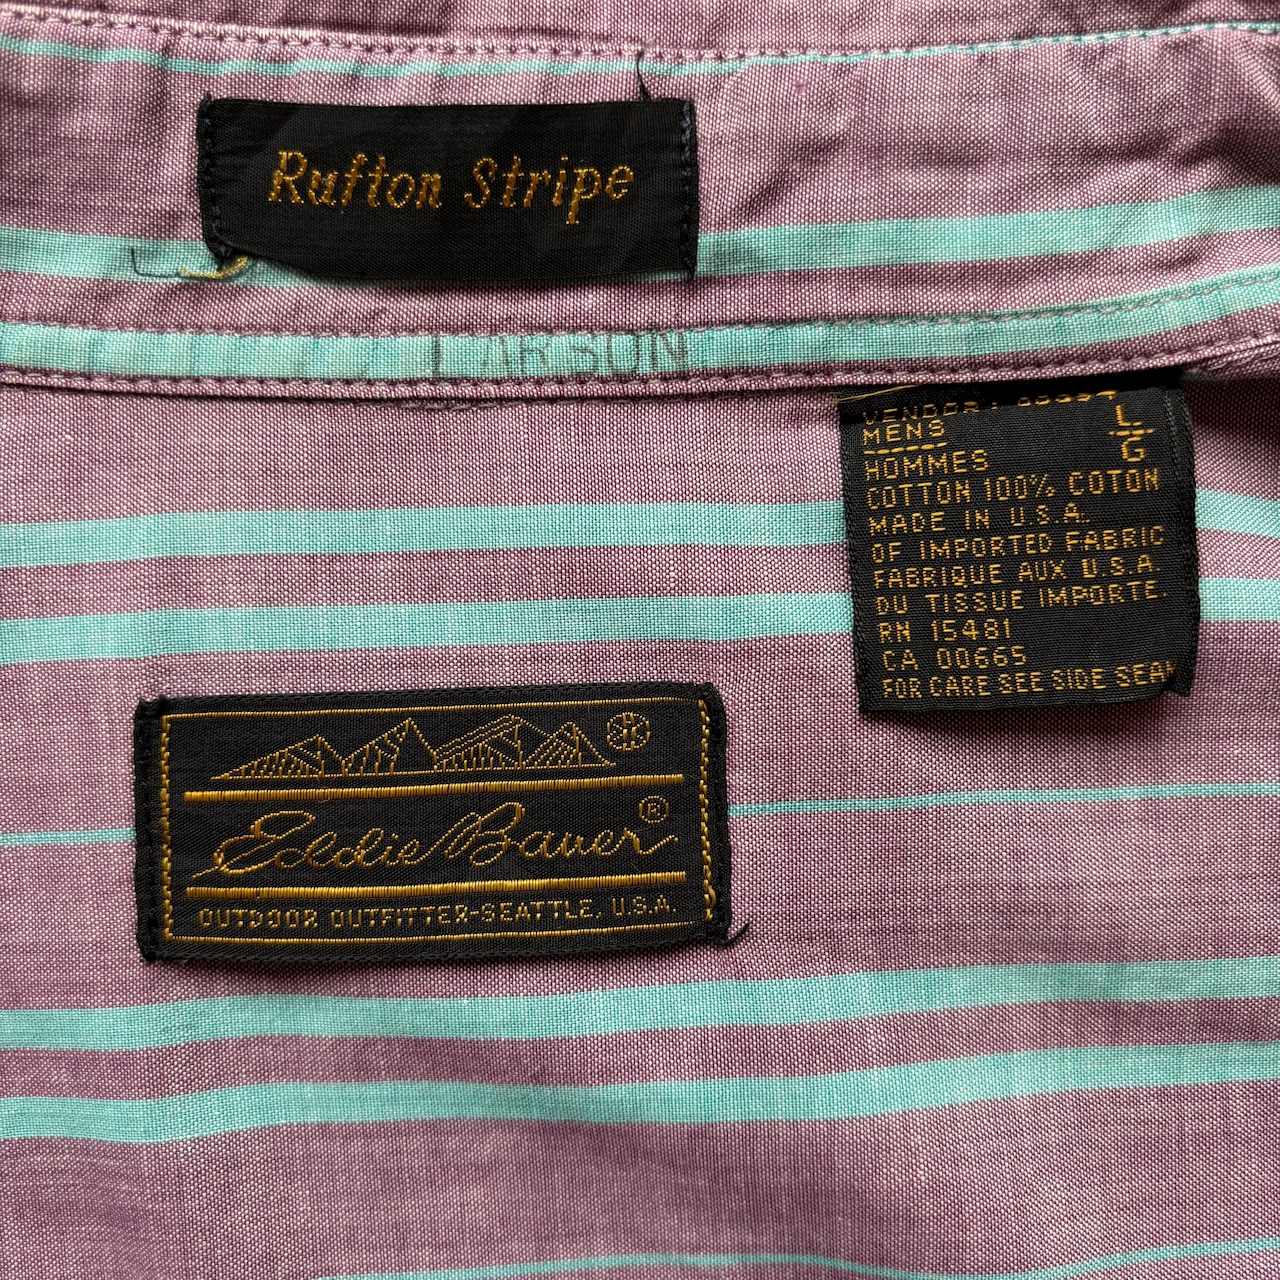 Rufton Stripe
LARSON
MENS
L
G
HOMMES
COTTON 100% COTON
MADE IN U.S.A.
OF IMPORTED FABRIC
FABRIQUE AUX U.S.A
DU TISSUE IMPORTE.
RN 15481
CA 00665
FOR CARE SEE SIDE SEAM
Eddie Bauer®
OUTDOOR OUTFITTER-SEATTLE, U.S.A.